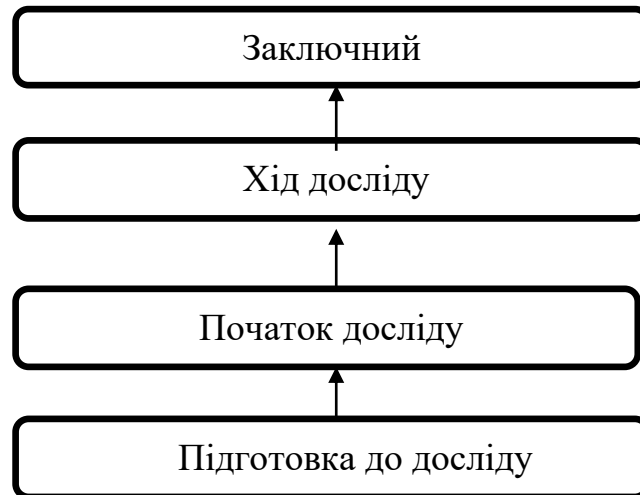 Заключний
Хід досліду
Початок досліду
Підготовка до досліду